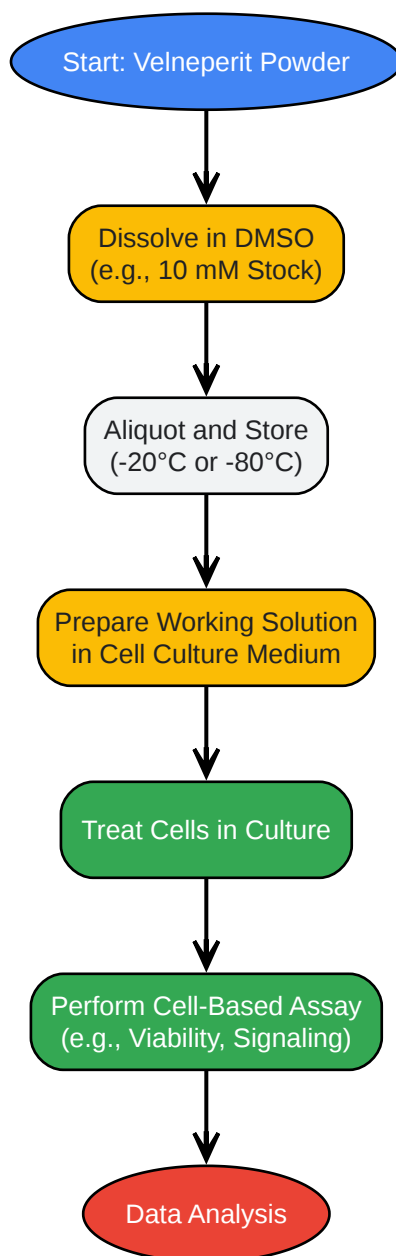 Start: Velneperit Powder
Dissolve in DMSO
(e.g., 10 mM Stock)
Aliquot and Store
(-20°C or -80°C)
Prepare Working Solution
in Cell Culture Medium
Treat Cells in Culture
Perform Cell-Based Assay
(e.g., Viability, Signaling)
Data Analysis